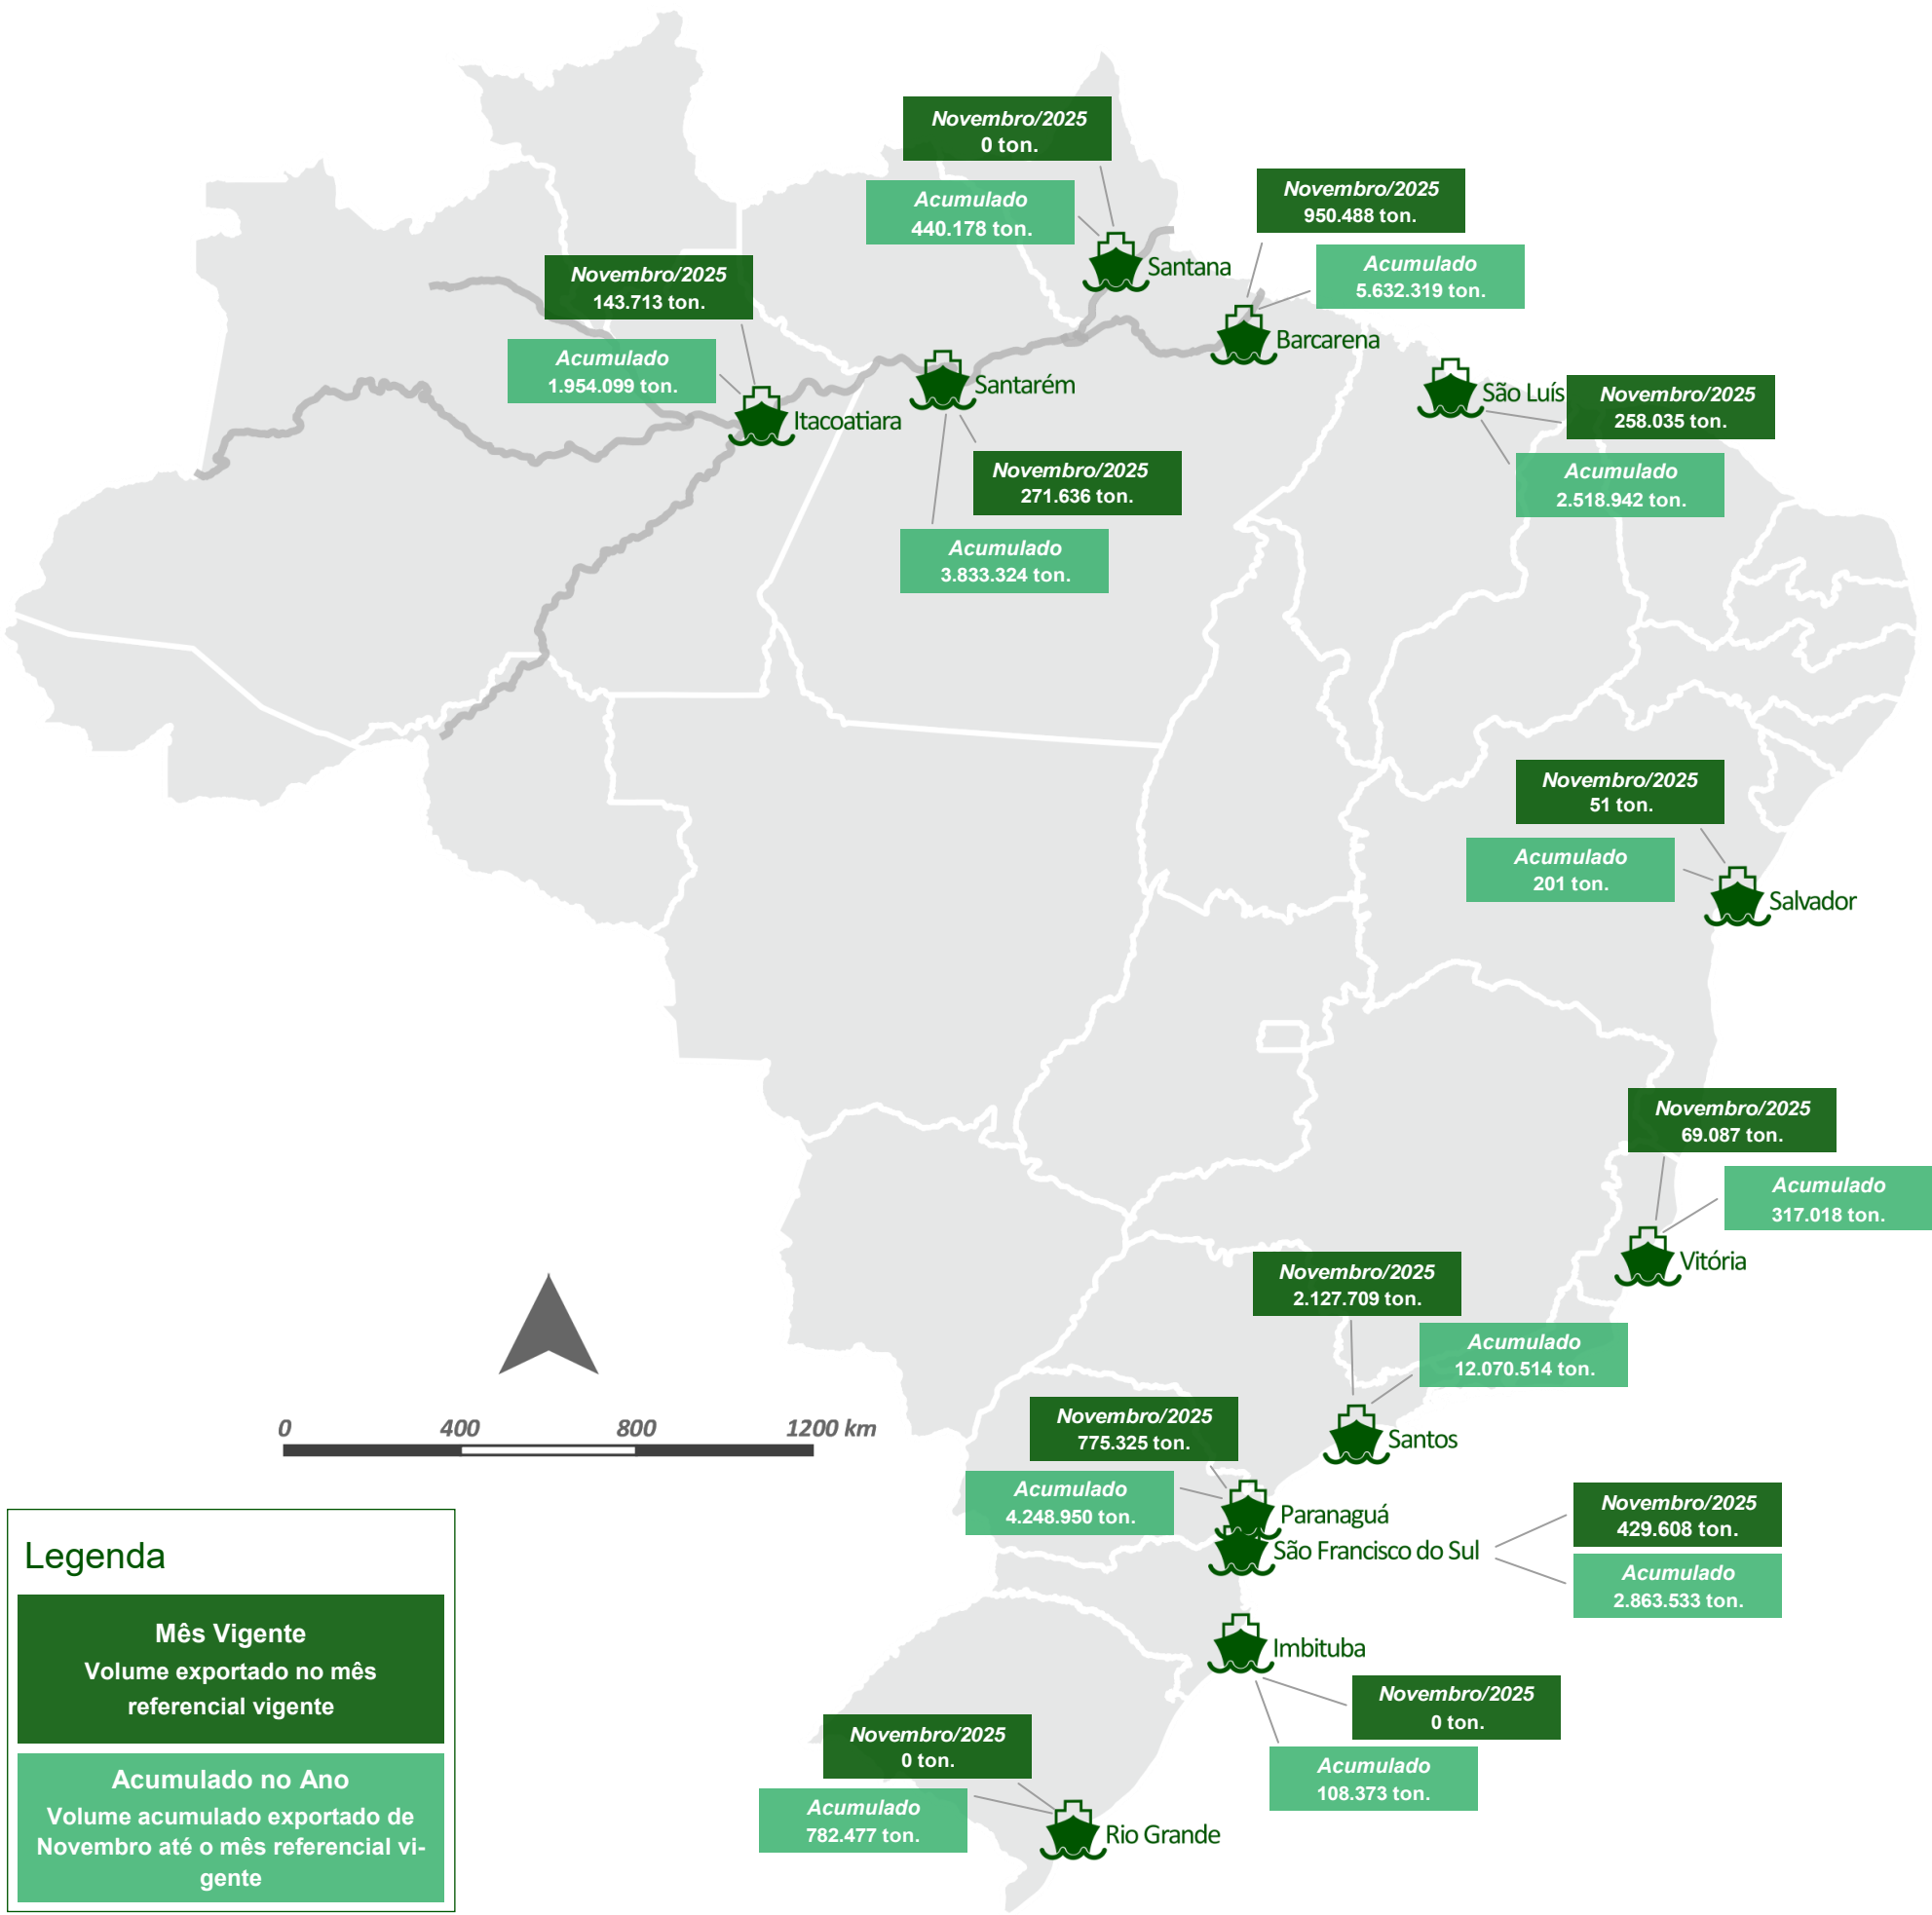 Novembro/2025
0 ton.
Acumulado
440.178 ton.
Santana
Novembro/2025
950.488 ton.
Acumulado
5.632.319 ton.
Barcarena
Novembro/2025
143.713 ton.
Acumulado
1.954.099 ton.
Itacoatiara
Santarém
Novembro/2025
271.636 ton.
Acumulado
3.833.324 ton.
São Luís
Novembro/2025
258.035 ton.
Acumulado
2.518.942 ton.
Novembro/2025
51 ton.
Acumulado
201 ton.
Salvador
Novembro/2025
69.087 ton.
Acumulado
317.018 ton.
Vitória
Novembro/2025
2.127.709 ton.
Acumulado
12.070.514 ton.
Santos
Novembro/2025
775.325 ton.
Acumulado
4.248.950 ton.
Paranaguá
São Francisco do Sul
Novembro/2025
429.608 ton.
Acumulado
2.863.533 ton.
Imbituba
Novembro/2025
0 ton.
Acumulado
108.373 ton.
Novembro/2025
0 ton.
Acumulado
782.477 ton.
Rio Grande
0 400 800 1200 km
Legenda
Mês Vigente
Volume exportado no mês
referencial vigente
Acumulado no Ano
Volume acumulado exportado de
Novembro até o mês referencial vi-
gente